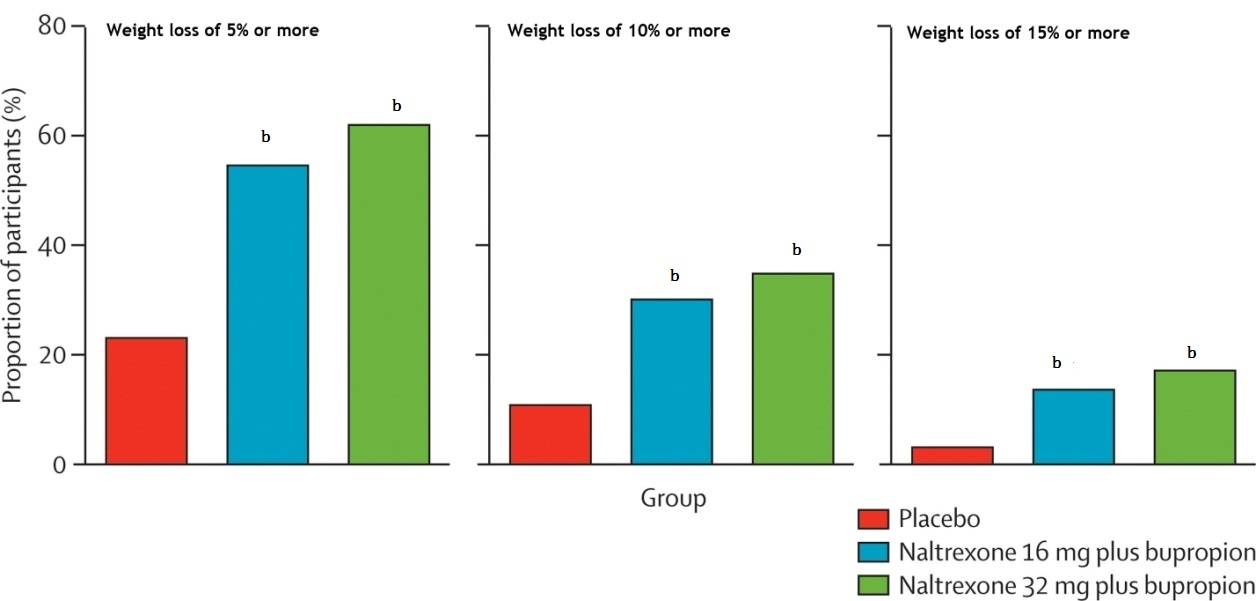 Proportion of participants (%)
80
60
40
20
0
Weight loss of 5% or more
b
b
Weight loss of 10% or more
b
b
Weight loss of 15% or more
b
b
Group
Placebo
Naltrexone 16 mg plus bupropion
Naltrexone 32 mg plus bupropion